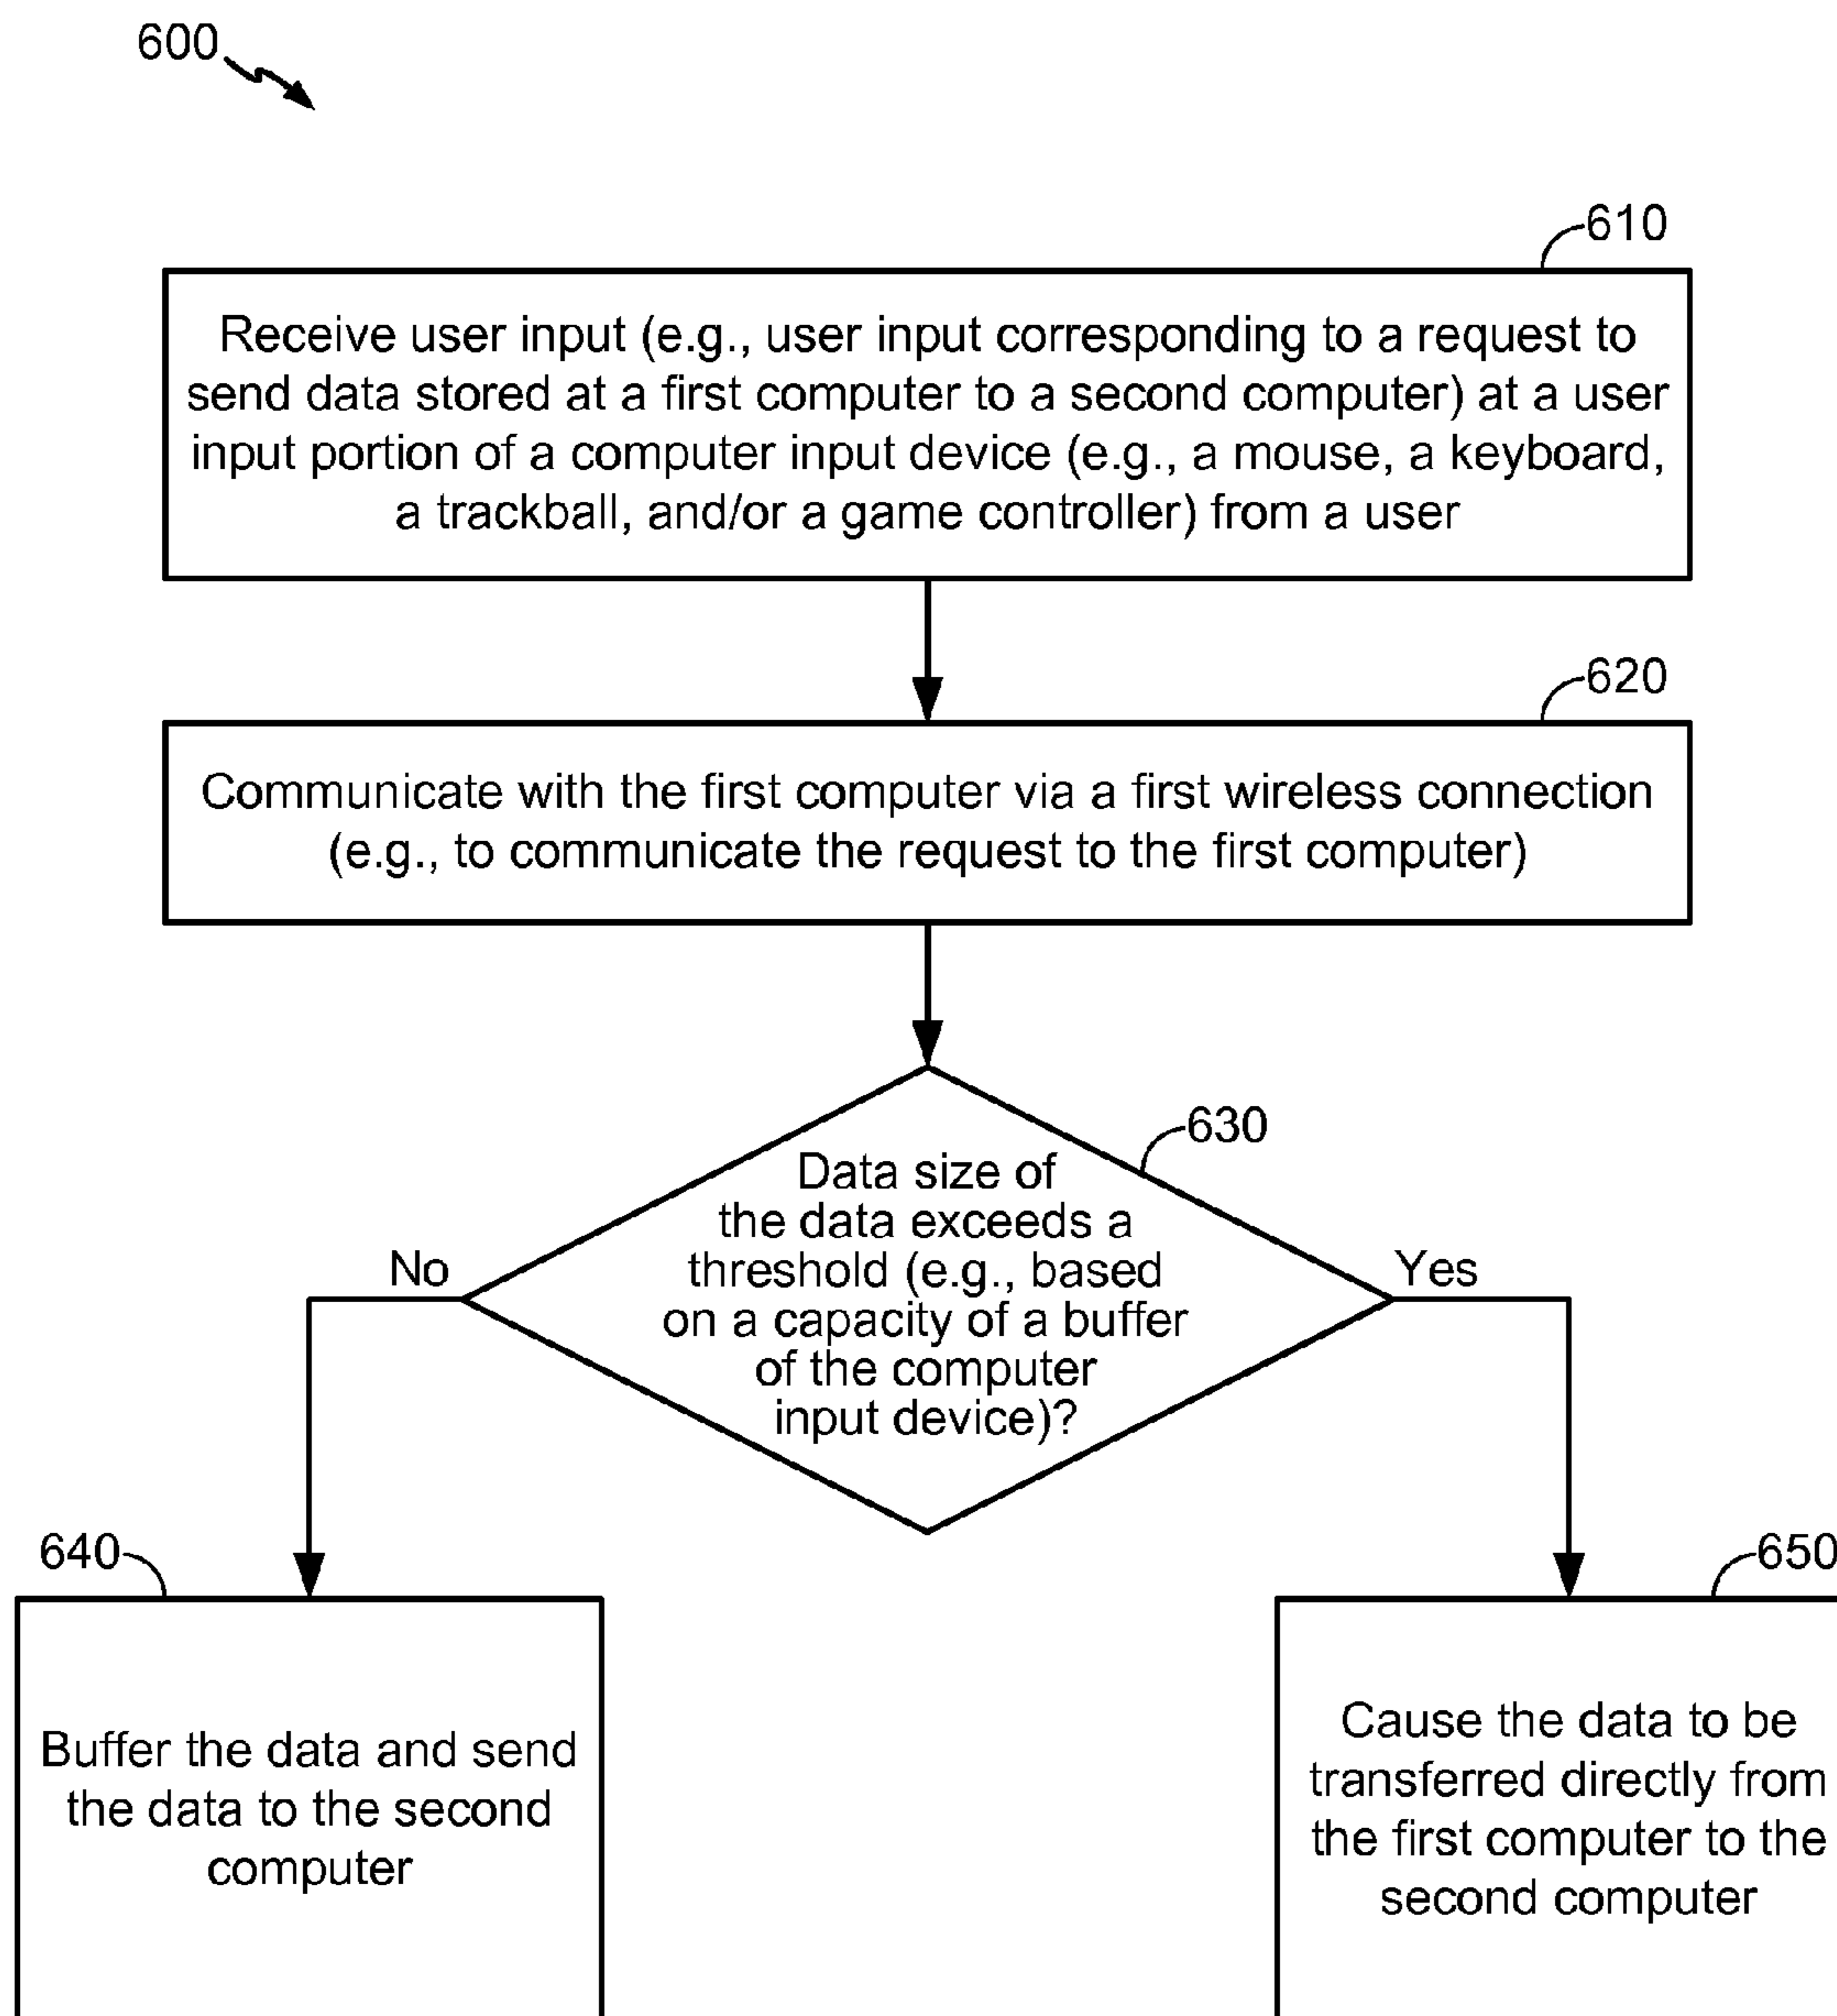 600
610
Receive user input (e.g., user input corresponding to a request to
send data stored at a first computer to a second computer) at a user
input portion of a computer input device (e.g., a mouse, a keyboard,
a trackball, and/or a game controller) from a user
620
Communicate with the first computer via a first wireless connection
(e.g., to communicate the request to the first computer)
630
Data size of
the data exceeds a
threshold (e.g., based
on a capacity of a buffer
of the computer
input device)?
No
Yes
640
Buffer the data and send
the data to the second
computer
650
Cause the data to be
transferred directly from
the first computer to the
second computer